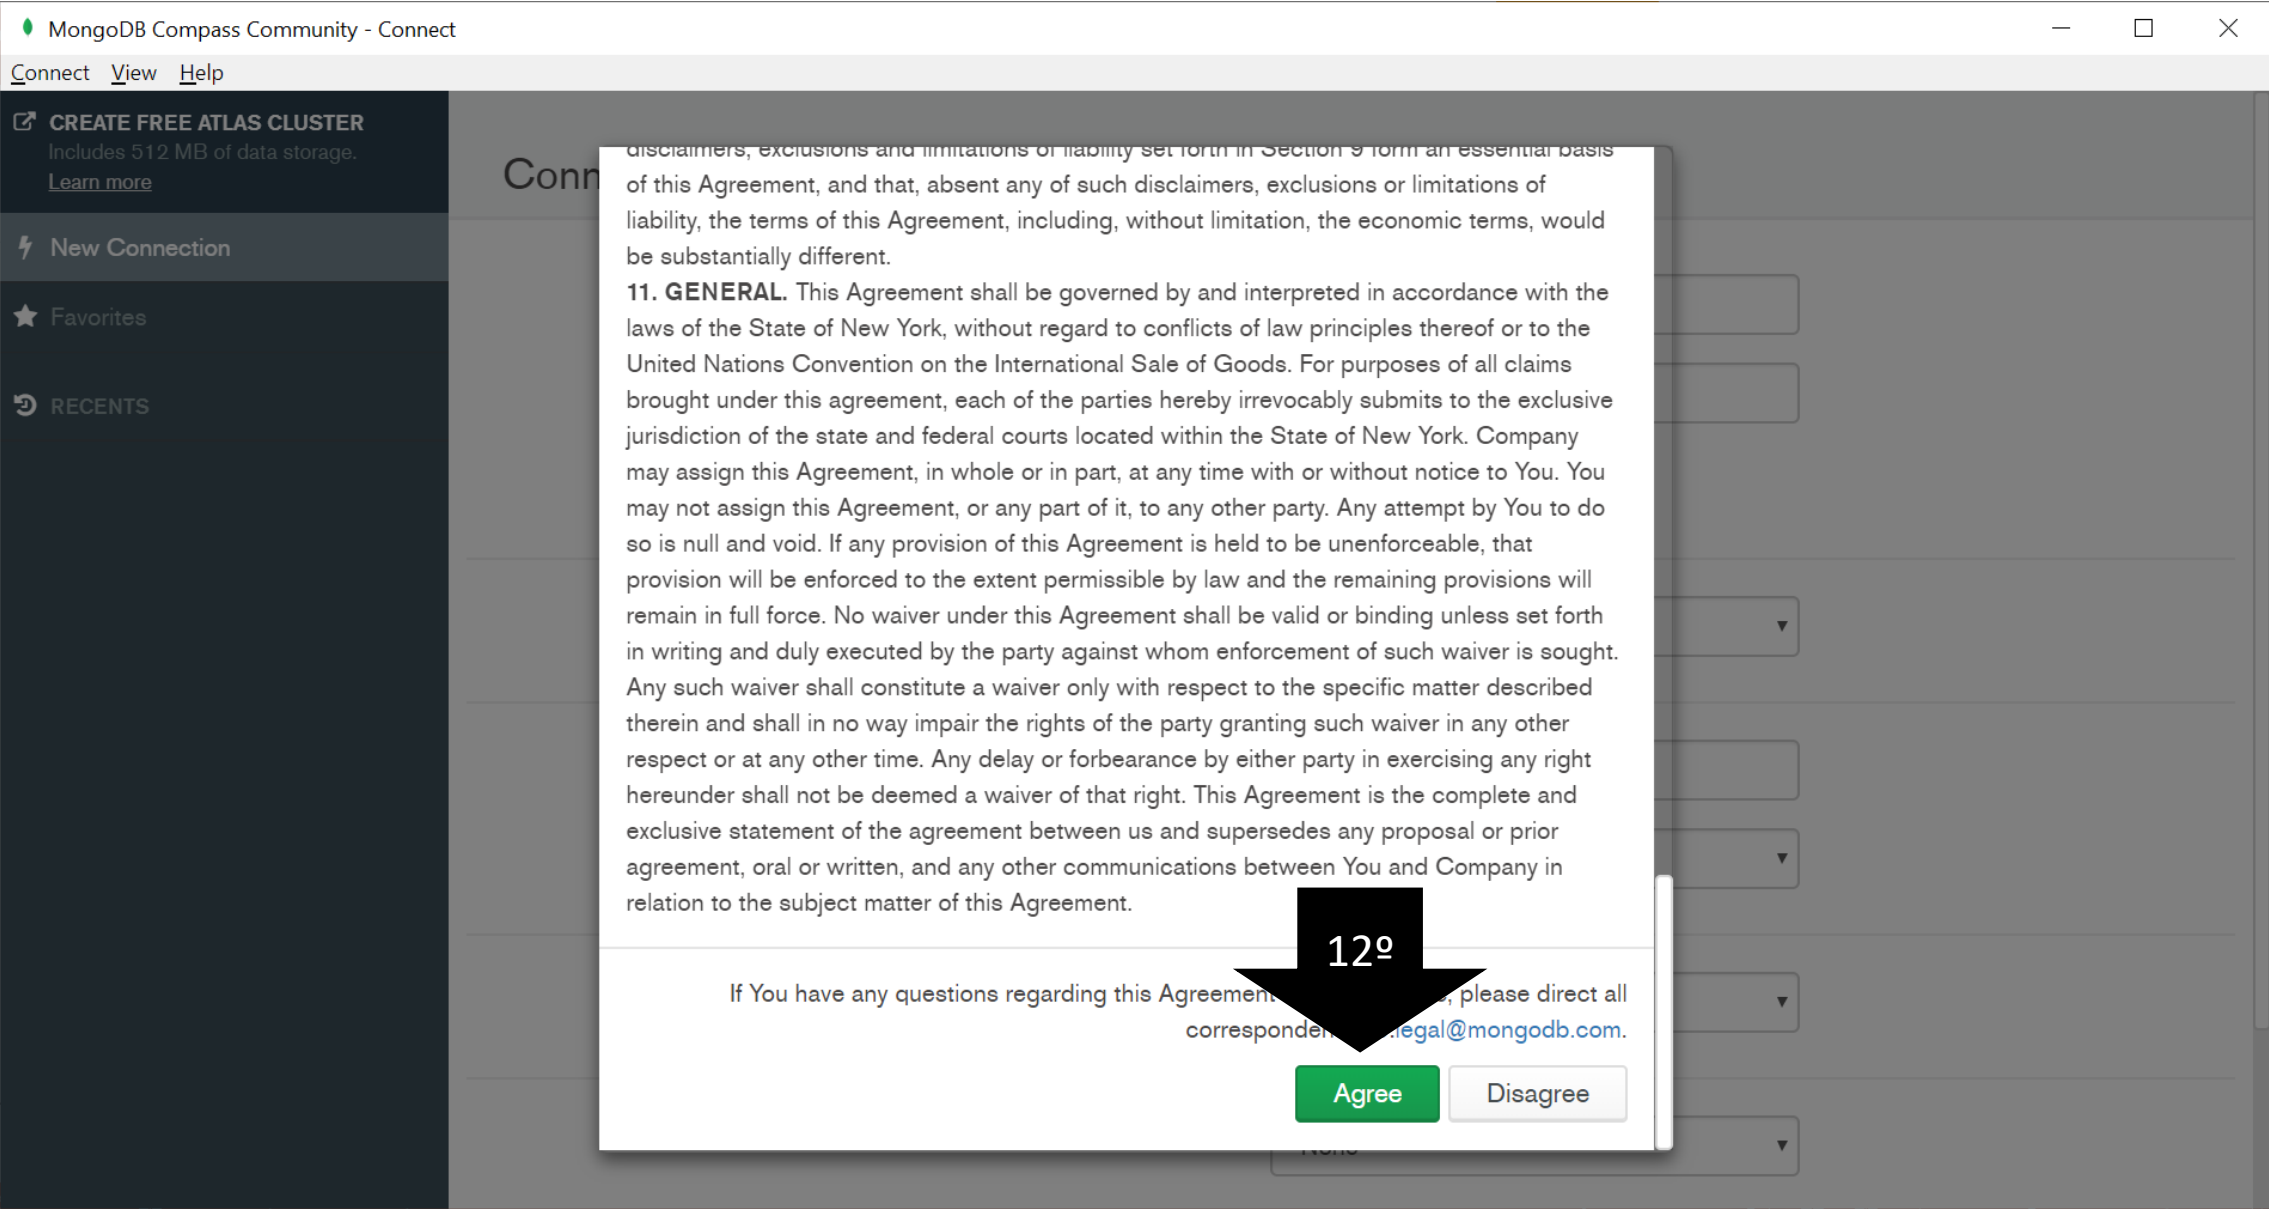 MongoDB Compass Community - Connect
Connect View Help
CREATE FREE ATLAS CLUSTER
Includes 512 MB of data storage.
Learn more
New Connection
Favorites
RECENTS
Conn
disclaimers, exclusions and limitations of liability set forth in Section 9 form an essential basis
of this Agreement, and that, absent any of such disclaimers, exclusions or limitations of
liability, the terms of this Agreement, including, without limitation, the economic terms, would
be substantially different.
11. GENERAL. This Agreement shall be governed by and interpreted in accordance with the
laws of the State of New York, without regard to conflicts of law principles thereof or to the
United Nations Convention on the International Sale of Goods. For purposes of all claims
brought under this agreement, each of the parties hereby irrevocably submits to the exclusive
jurisdiction of the state and federal courts located within the State of New York. Company
may assign this Agreement, in whole or in part, at any time with or without notice to You. You
may not assign this Agreement, or any part of it, to any other party. Any attempt by You to do
so is null and void. If any provision of this Agreement is held to be unenforceable, that
provision will be enforced to the extent permissible by law and the remaining provisions will
remain in full force. No waiver under this Agreement shall be valid or binding unless set forth
in writing and duly executed by the party against whom enforcement of such waiver is sought.
Any such waiver shall constitute a waiver only with respect to the specific matter described
therein and shall in no way impair the rights of the party granting such waiver in any other
respect or at any other time. Any delay or forbearance by either party in exercising any right
hereunder shall not be deemed a waiver of that right. This Agreement is the complete and
exclusive statement of the agreement between us and supersedes any proposal or prior
agreement, oral or written, and any other communications between You and Company in
relation to the subject matter of this Agreement.
12º
If You have any questions regarding this Agreement please direct all
legal@mongodb.com.
Agree Disagree
None